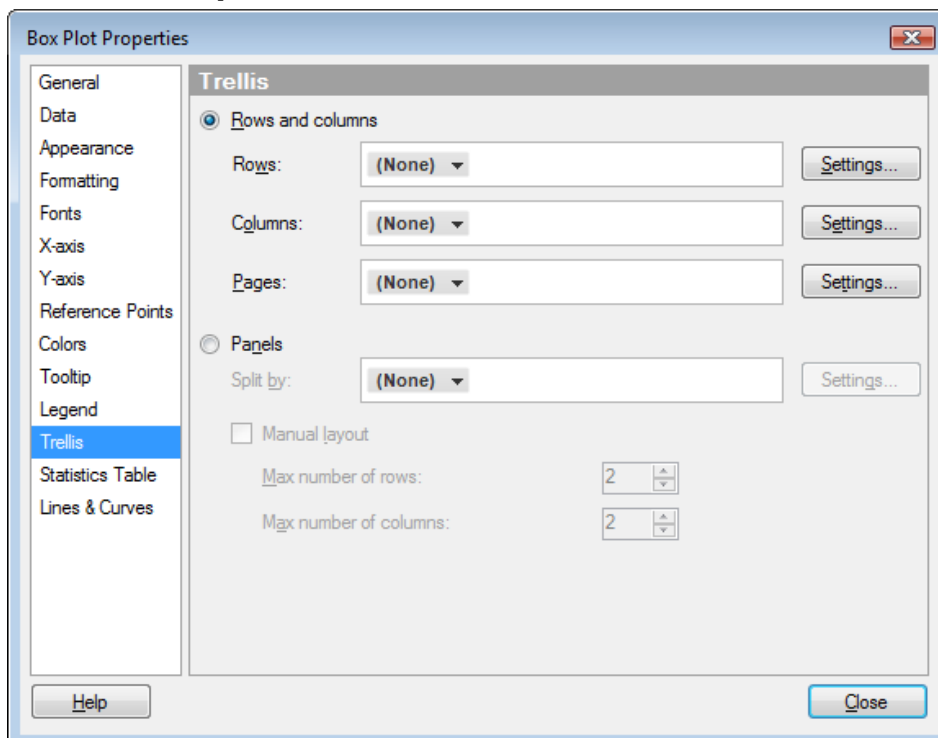 Box Plot Properties
General
Data
Appearance
Formatting
Fonts
X-axis
Y-axis
Reference Points
Colors
Tooltip
Legend
Trellis
Statistics Table
Lines & Curves
Trellis
Rows and columns
Rows: (None) Settings...
Columns: (None) Settings...
Pages: (None) Settings...
Panels
Split by: (None) Settings...
Manual layout
Max number of rows: 2
Max number of columns: 2
Help Close